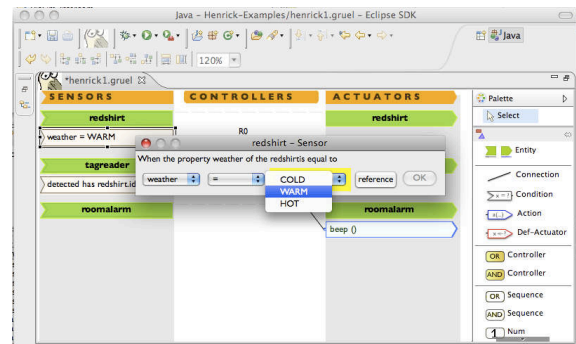 Java - Henrick-Examples/henrick1.gruel - Eclipse SDK
Java
120%
*henrick1.gruel
SENSORS CONTROLLERS ACTUATORS
redshirt redshirt
weather = WARM
R0
redshirt - Sensor
When the property weather of the redshirtis equal to
weather = COLD reference OK
WARM
HOT
tagreader
detected has redshirt.id
roomalarm roomalarm
beep ()
Palette
Select
Entity
Connection
Condition
Action
Def-Actuator
OR Controller
AND Controller
OR Sequence
AND Sequence
1 Num